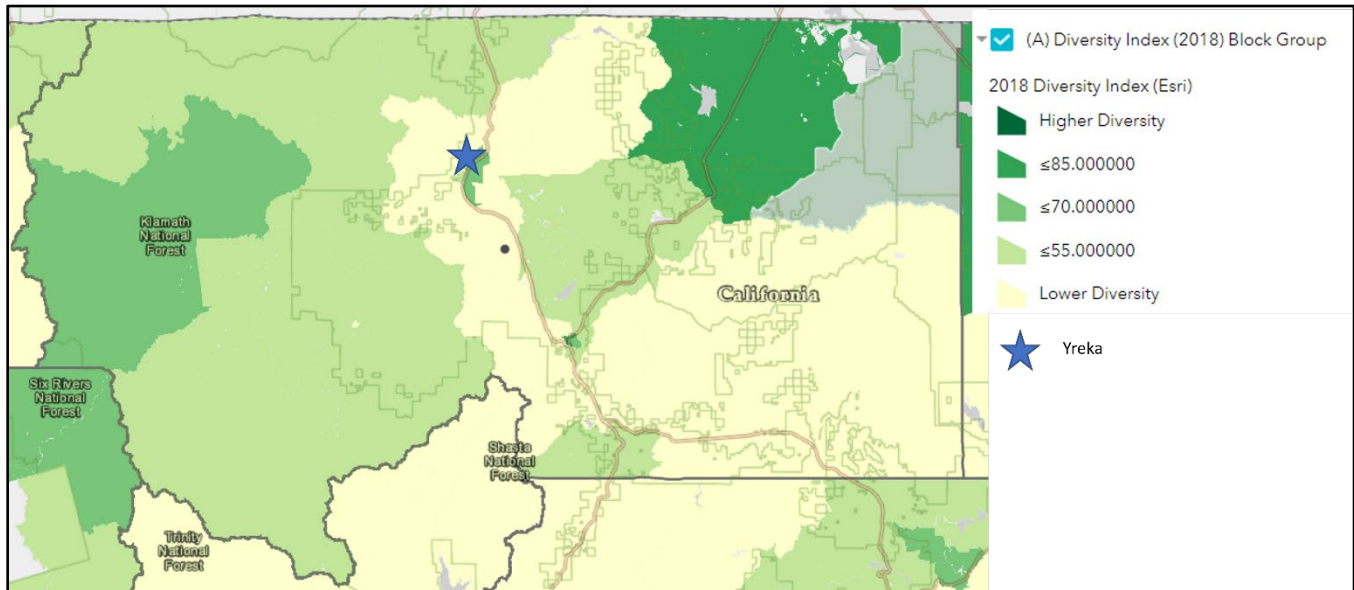 Klamath
National
Forest
California
Six Rivers
National
Forest
Shasta
National
Forest
Trinity
National
Forest
(A) Diversity Index (2018) Block Group
2018 Diversity Index (Esri)
Higher Diversity
≤85.000000
≤70.000000
≤55.000000
Lower Diversity
Yreka